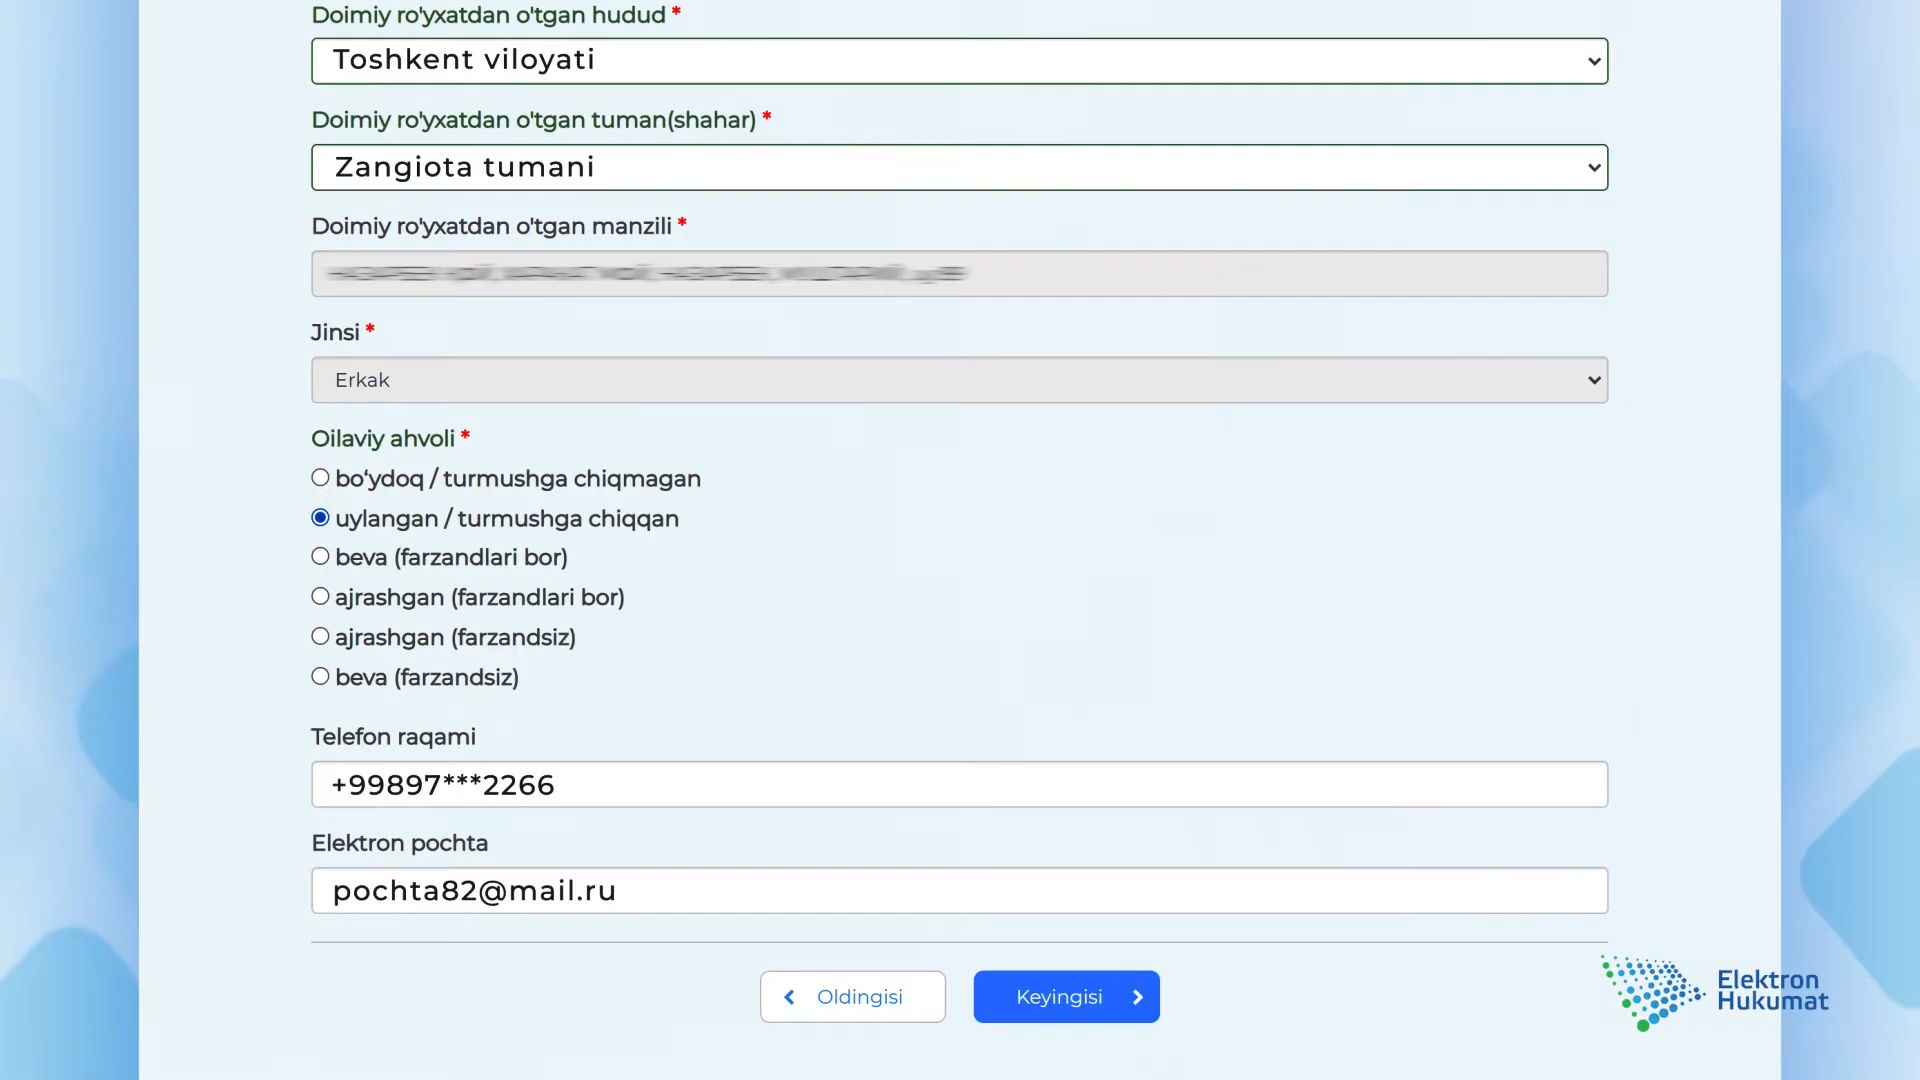 Doimiy ro'yxatdan o'tgan hudud *
Toshkent viloyati
Doimiy ro'yxatdan o'tgan tuman(shahar) *
Zangiota tumani
Doimiy ro'yxatdan o'tgan manzili *
Jinsi *
Erkak
Oilaviy ahvoli *
bo‘ydoq / turmushga chiqmagan
uylangan / turmushga chiqqan
beva (farzandlari bor)
ajrashgan (farzandlari bor)
ajrashgan (farzandsiz)
beva (farzandsiz)
Telefon raqami
+99897***2266
Elektron pochta
pochta82@mail.ru
Oldingisi
Keyingisi
Elektron
Hukumat